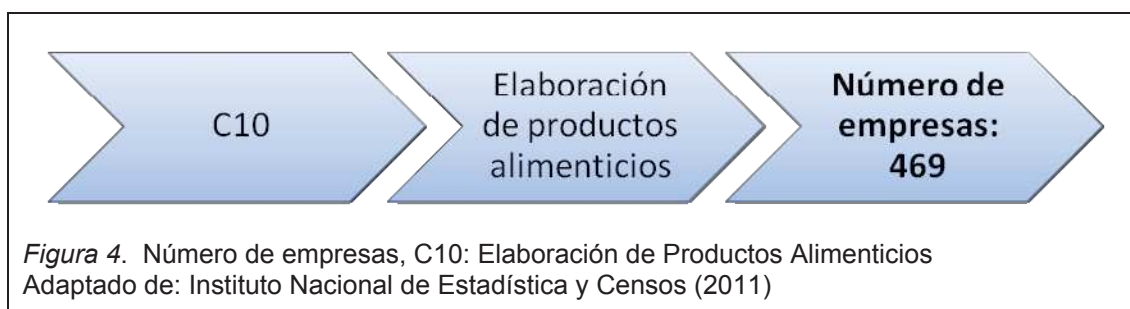 C10
Elaboración
de productos
alimenticios
Número de
empresas:
469
Figura 4. Número de empresas, C10: Elaboración de Productos Alimenticios
Adaptado de: Instituto Nacional de Estadística y Censos (2011)